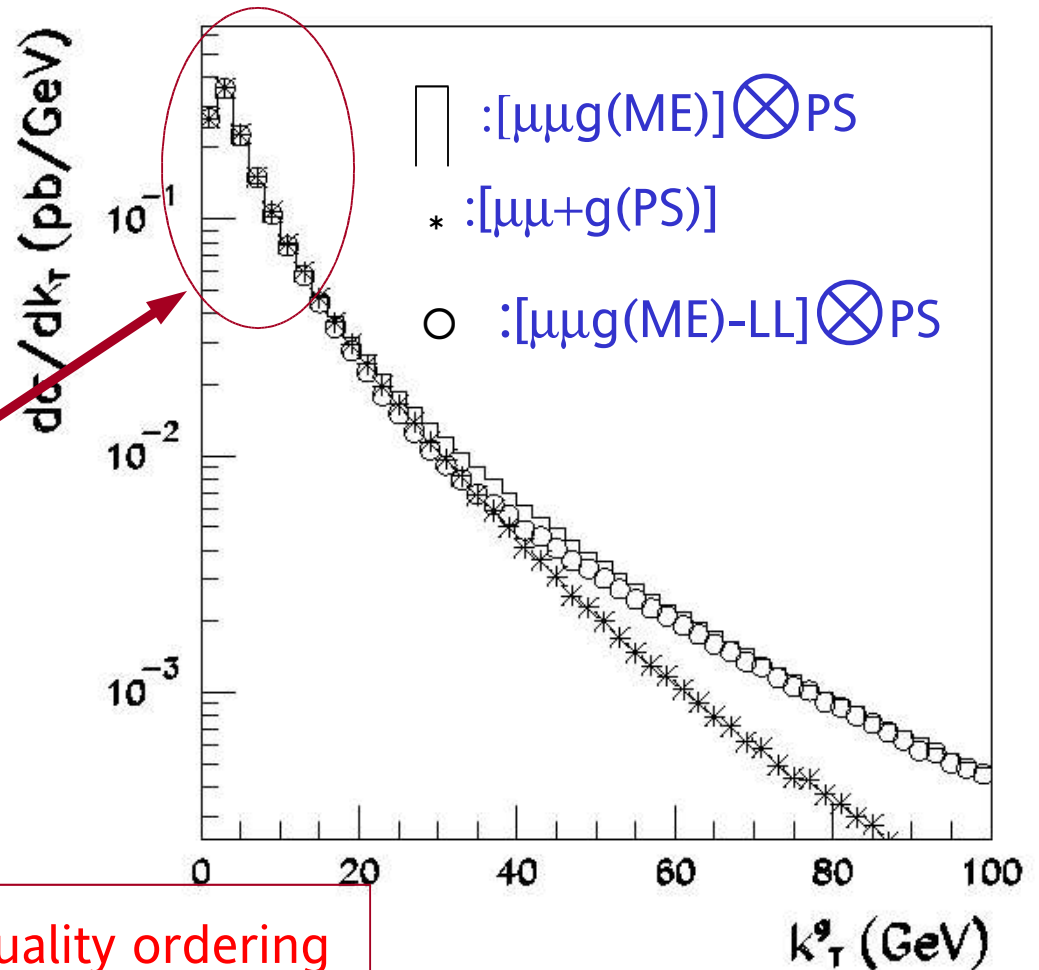 dσ/dk_T (pb/GeV)
:[μμg(ME)]⊗PS
* :[μμ+g(PS)]
○ :[μμg(ME)-LL]⊗PS
10^-1
10^-2
10^-3
0 20 40 60 80 100
k^g_T (GeV)
uality ordering